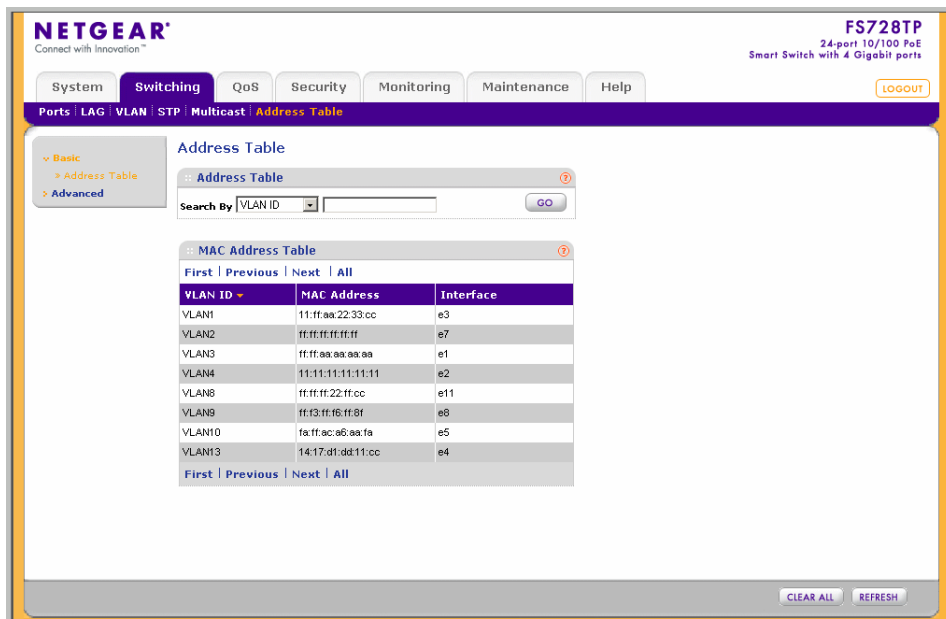 NETGEAR®
Connect with Innovation™
FS728TP
24-port 10/100 PoE
Smart Switch with 4 Gigabit ports
System Switching QoS Security Monitoring Maintenance Help LOGOUT
Ports LAG VLAN STP Multicast Address Table
Basic
Address Table
Advanced
Address Table
Address Table ?
Search By VLAN ID GO
MAC Address Table ?
First Previous Next All
VLAN ID MAC Address Interface
VLAN1 11:ff:aa:22:33:cc e3
VLAN2 ff:ff:ff:ff:ff:ff e7
VLAN3 ff:ff:aa:aa:aa:aa e1
VLAN4 11:11:11:11:11:11 e2
VLAN8 ff:ff:ff:22:ff:cc e11
VLAN9 ff:f3:ff:f6:ff:8f e8
VLAN10 fa:ff:ac:a6:aa:fa e5
VLAN13 14:17:d1:dd:11:cc e4
First Previous Next All
CLEAR ALL REFRESH